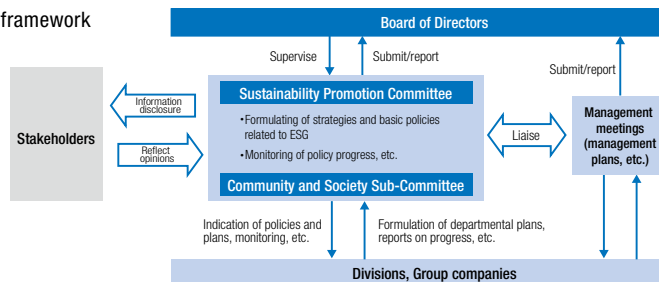 framework
Board of Directors
Supervise
Submit/report
Submit/report
Sustainability Promotion Committee
•Formulating of strategies and basic policies
related to ESG
•Monitoring of policy progress, etc.
Community and Society Sub-Committee
Stakeholders
Information
disclosure
Reflect
opinions
Liaise
Management
meetings
(management
plans, etc.)
Indication of policies and
plans, monitoring, etc.
Formulation of departmental plans,
reports on progress, etc.
Divisions, Group companies